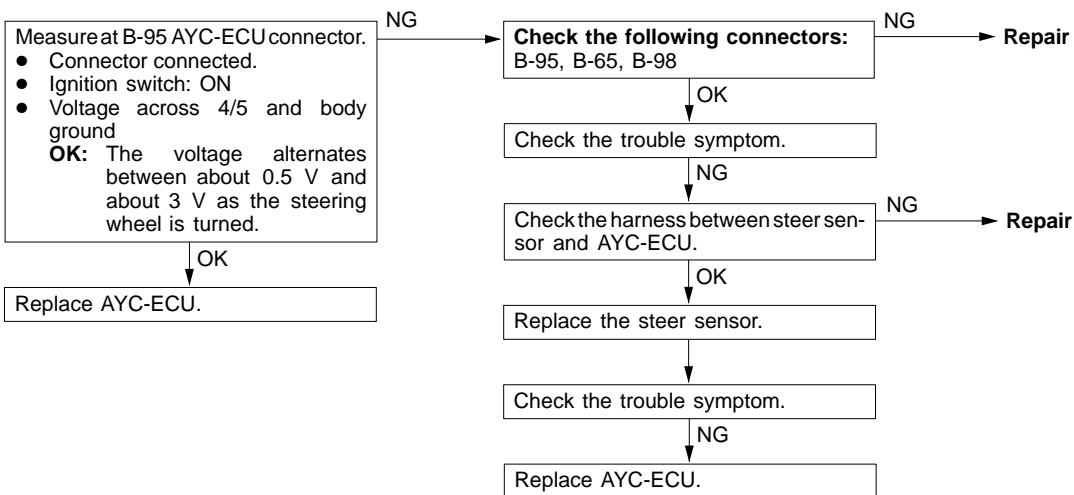 Measure at B-95 AYC-ECU connector.
● Connector connected.
● Ignition switch: ON
● Voltage across 4/5 and body
ground
OK: The voltage alternates
between about 0.5 V and
about 3 V as the steering
wheel is turned.
OK
Replace AYC-ECU.
NG
Check the following connectors:
B-95, B-65, B-98
NG
Repair
OK
Check the trouble symptom.
NG
Check the harness between steer sen-
sor and AYC-ECU.
NG
Repair
OK
Replace the steer sensor.
Check the trouble symptom.
NG
Replace AYC-ECU.